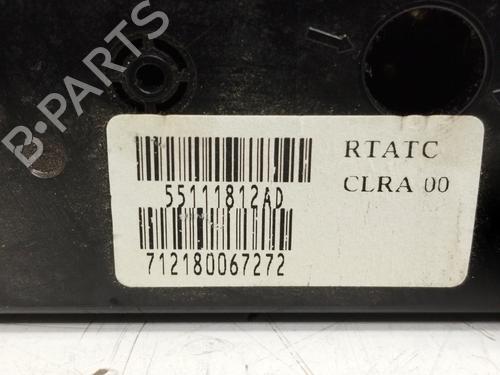 B-PARTS
RTATC
CLRA 00
55111812AD
712180067272